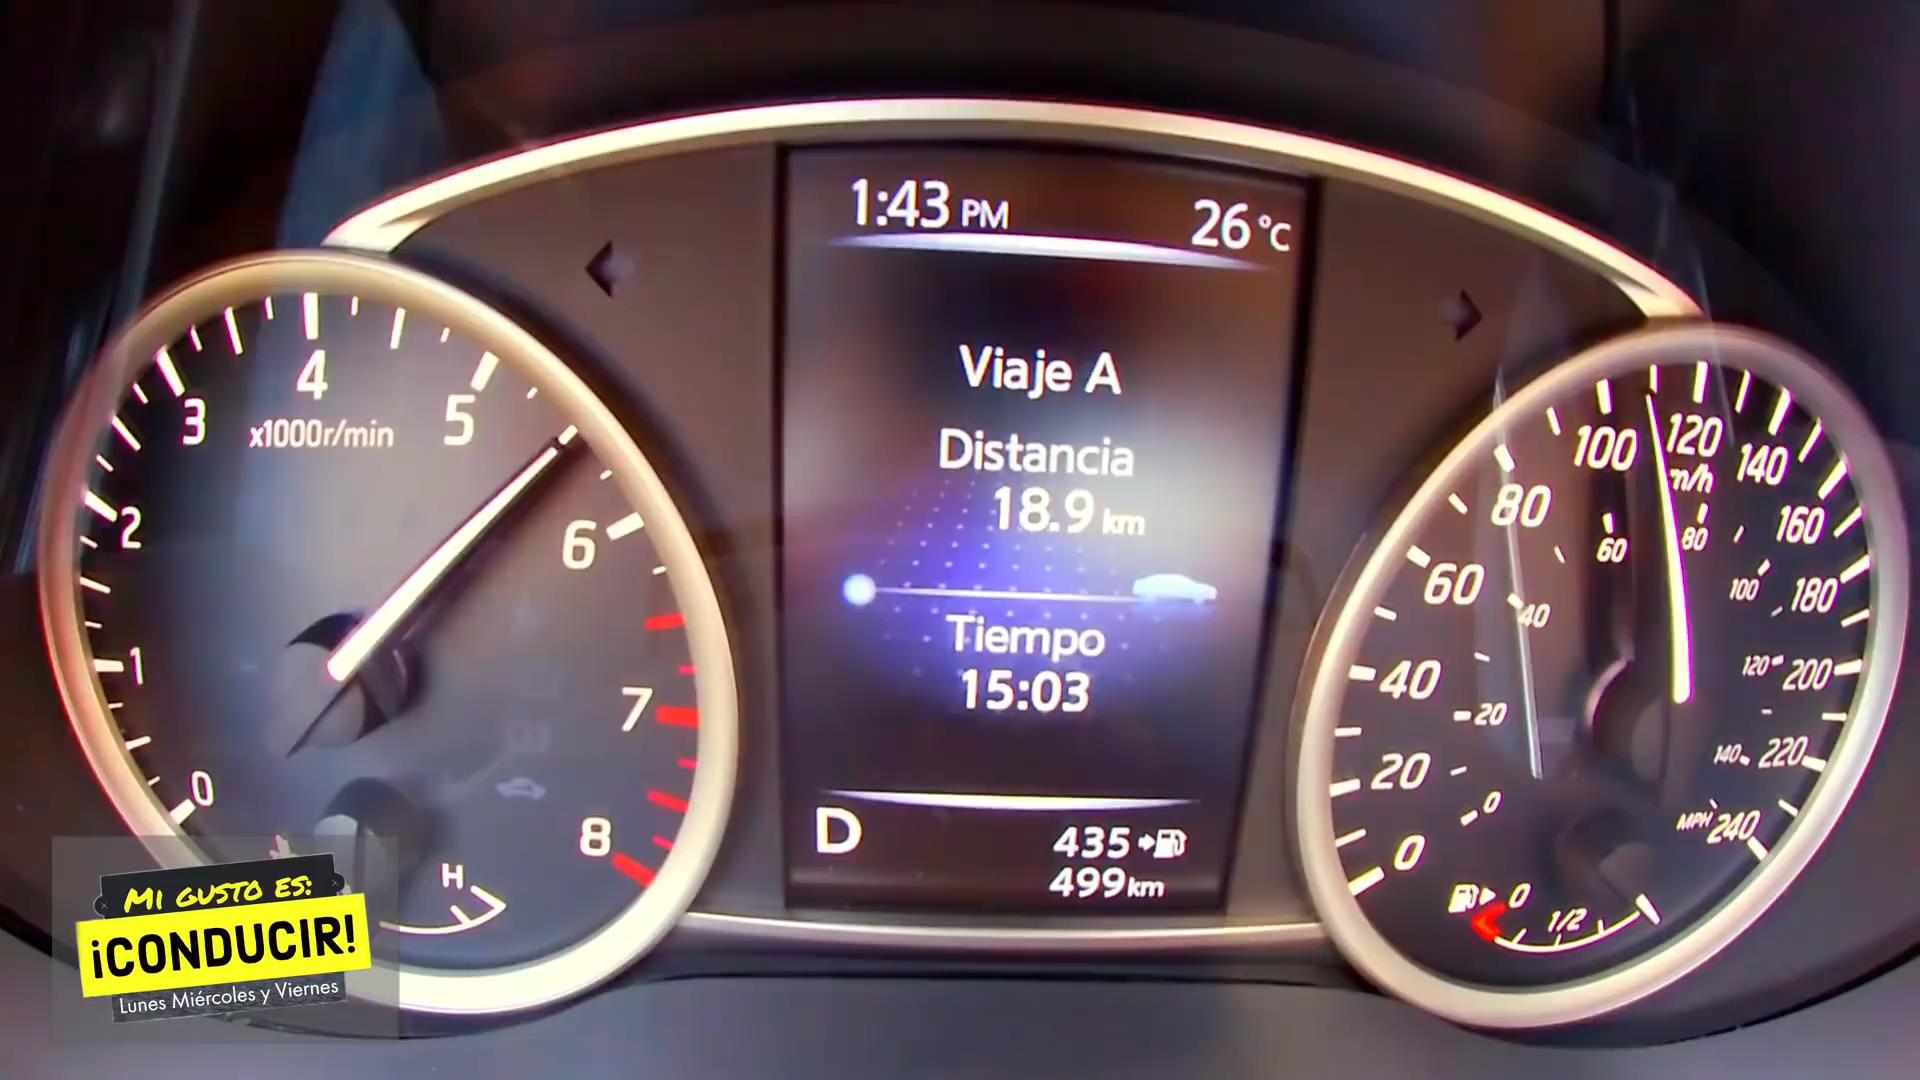 1:43 PM 26 °C
Viaje A
Distancia
18.9 km
Tiempo
15:03
D
435
499 km
0
1
2
3
4
5
6
7
8
x1000r/min
H
0
20
40
60
80
100
120
140
160
180
200
220
240
m/h
0
20
40
60
80
100
120
140
MPH
0
1/2
MI GUSTO ES:
¡CONDUCIR!
Lunes Miércoles y Viernes